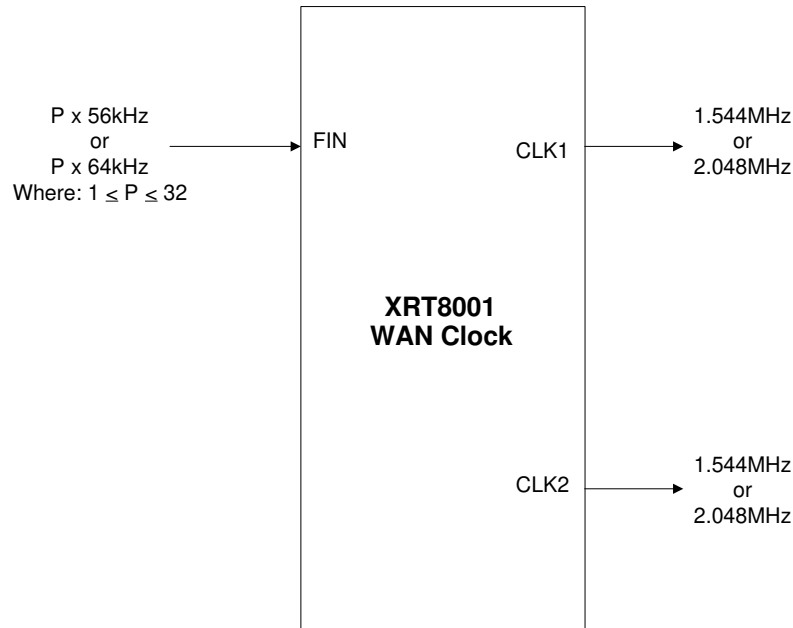 P x 56kHz
or
P x 64kHz
Where: 1 ≤ P ≤ 32
FIN
CLK1
1.544MHz
or
2.048MHz
XRT8001
WAN Clock
CLK2
1.544MHz
or
2.048MHz